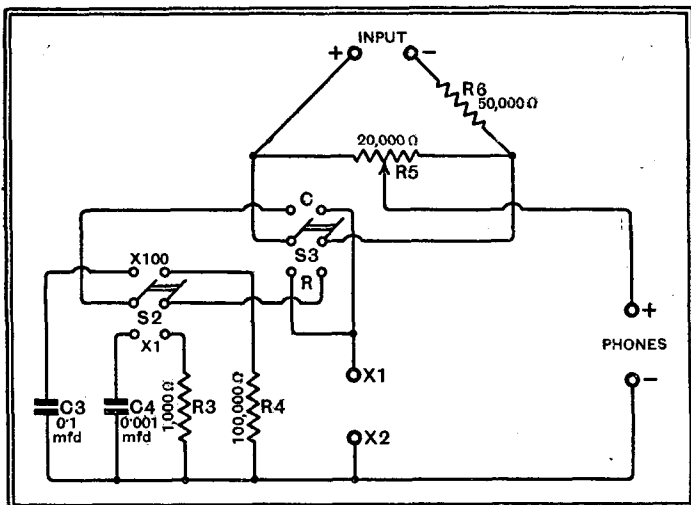 + INPUT -
R6
50,000 Ω
20,000 Ω
R5
C
S3
R
X100
S2
X1
+
PHONES
-
X1
X2
C3
0·1
mfd
C4
0·001
mfd
1,000 Ω
R3
100,000 Ω
R4